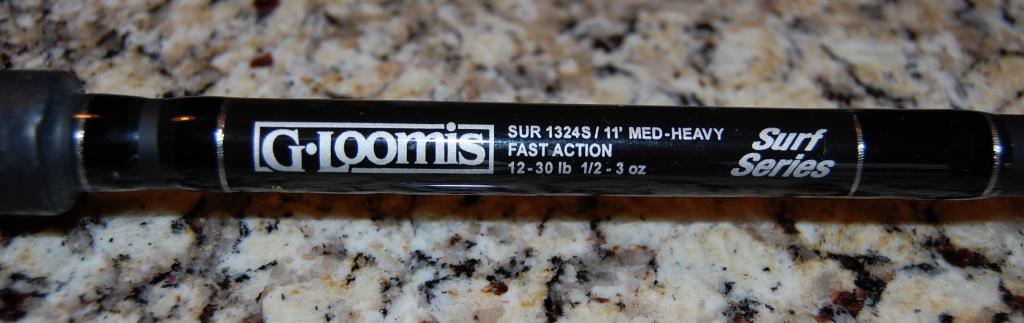 G·Loomis
SUR 1324S / 11' MED-HEAVY
FAST ACTION
12-30 lb 1/2 - 3 oz
Surf
Series